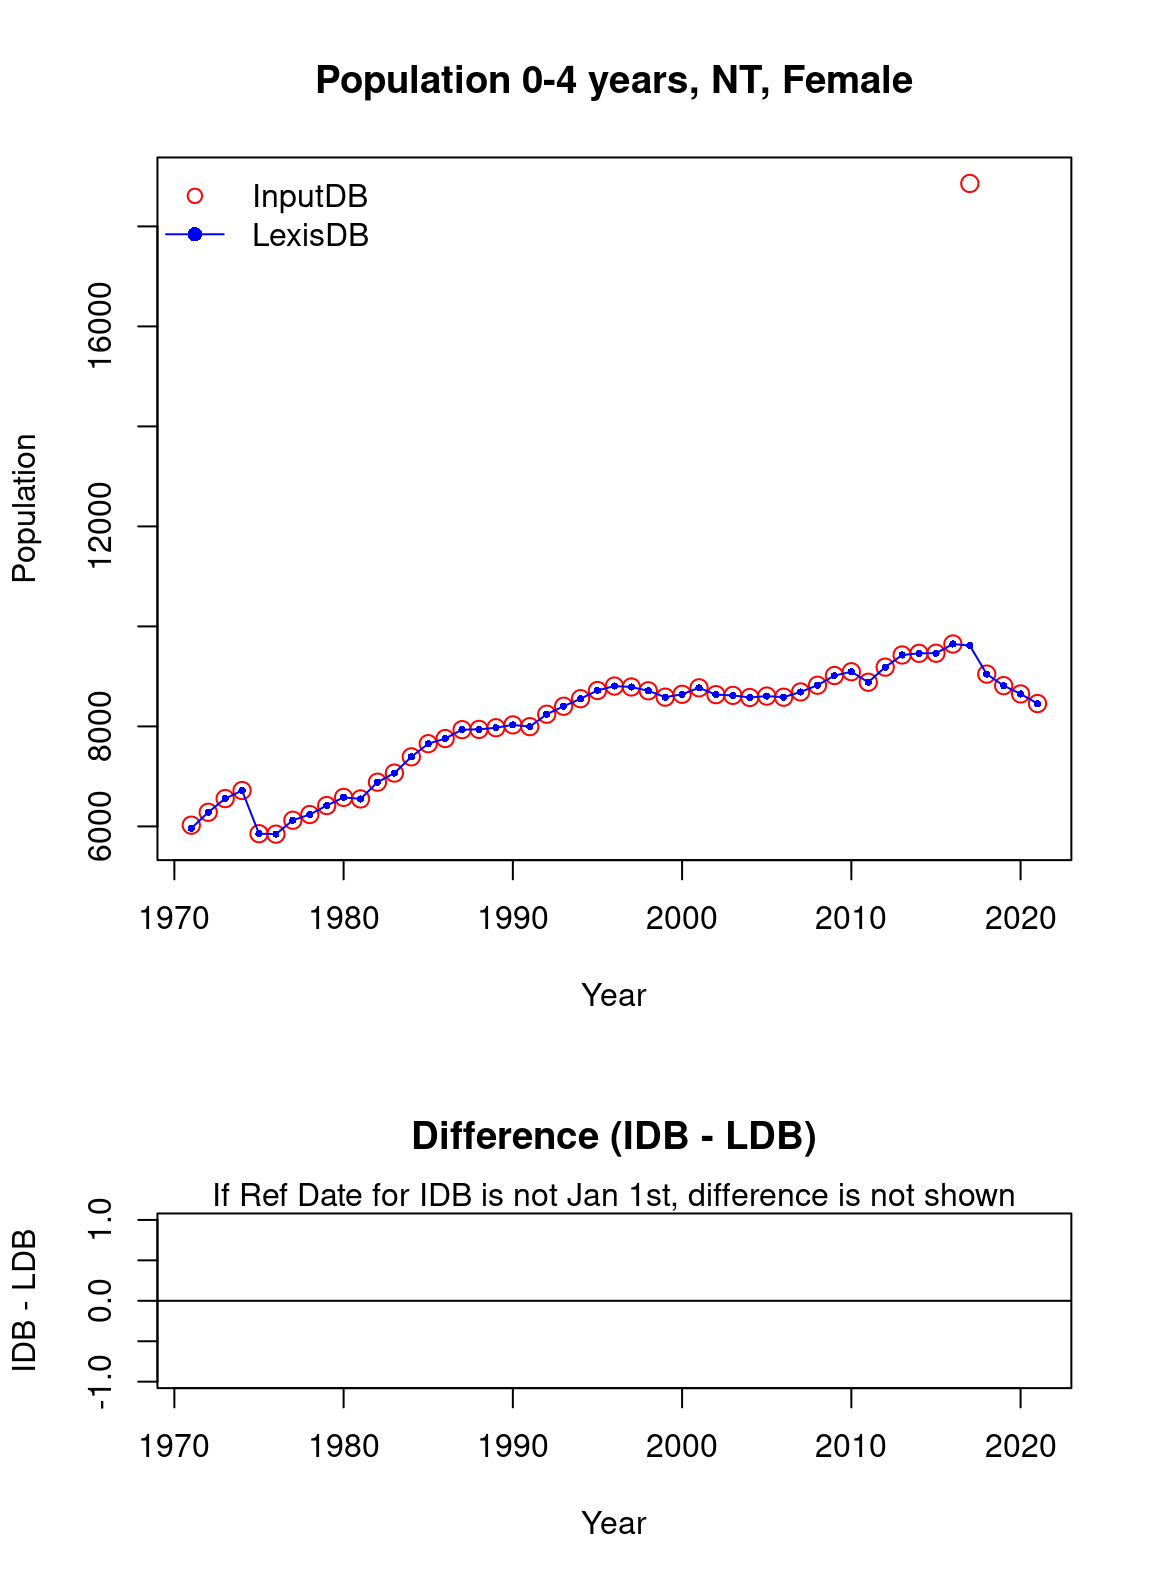 Population 0-4 years, NT, Female
InputDB
LexisDB
Population
16000
12000
8000
6000
1970 1980 1990 2000 2010 2020
Year
Difference (IDB - LDB)
If Ref Date for IDB is not Jan 1st, difference is not shown
IDB - LDB
1.0
0.0
-1.0
1970 1980 1990 2000 2010 2020
Year